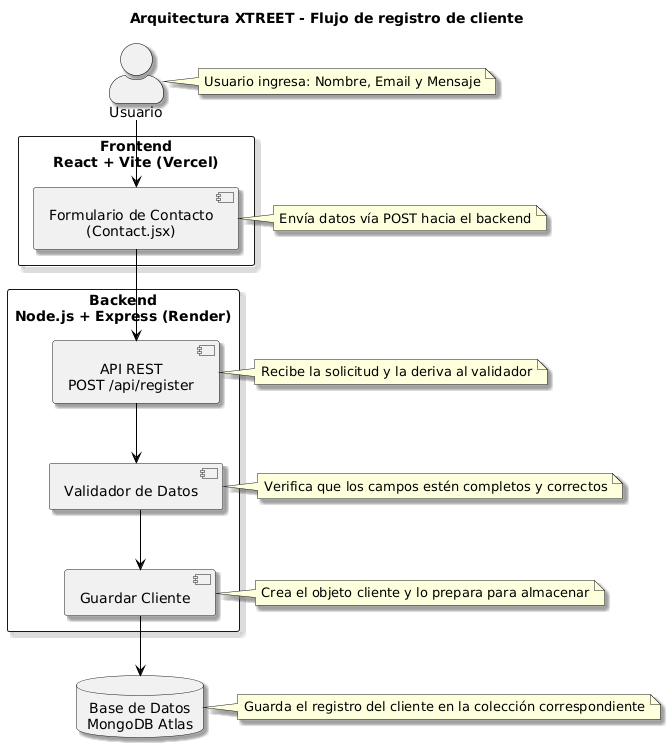 Arquitectura XTREET - Flujo de registro de cliente
Usuario ingresa: Nombre, Email y Mensaje
Usuario
Frontend
React + Vite (Vercel)
Formulario de Contacto
(Contact.jsx)
Envía datos vía POST hacia el backend
Backend
Node.js + Express (Render)
API REST
POST /api/register
Recibe la solicitud y la deriva al validador
Validador de Datos
Verifica que los campos estén completos y correctos
Guardar Cliente
Crea el objeto cliente y lo prepara para almacenar
Base de Datos
MongoDB Atlas
Guarda el registro del cliente en la colección correspondiente